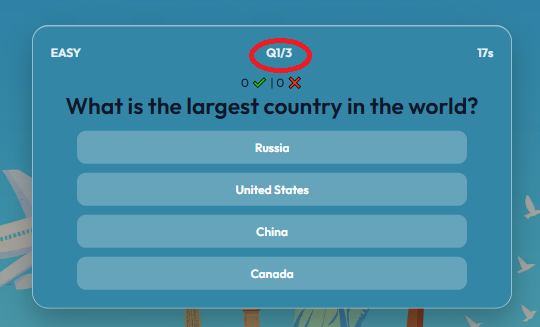 EASY Q1/3 17s
0 ✔ | 0 ✖
What is the largest country in the world?
Russia
United States
China
Canada